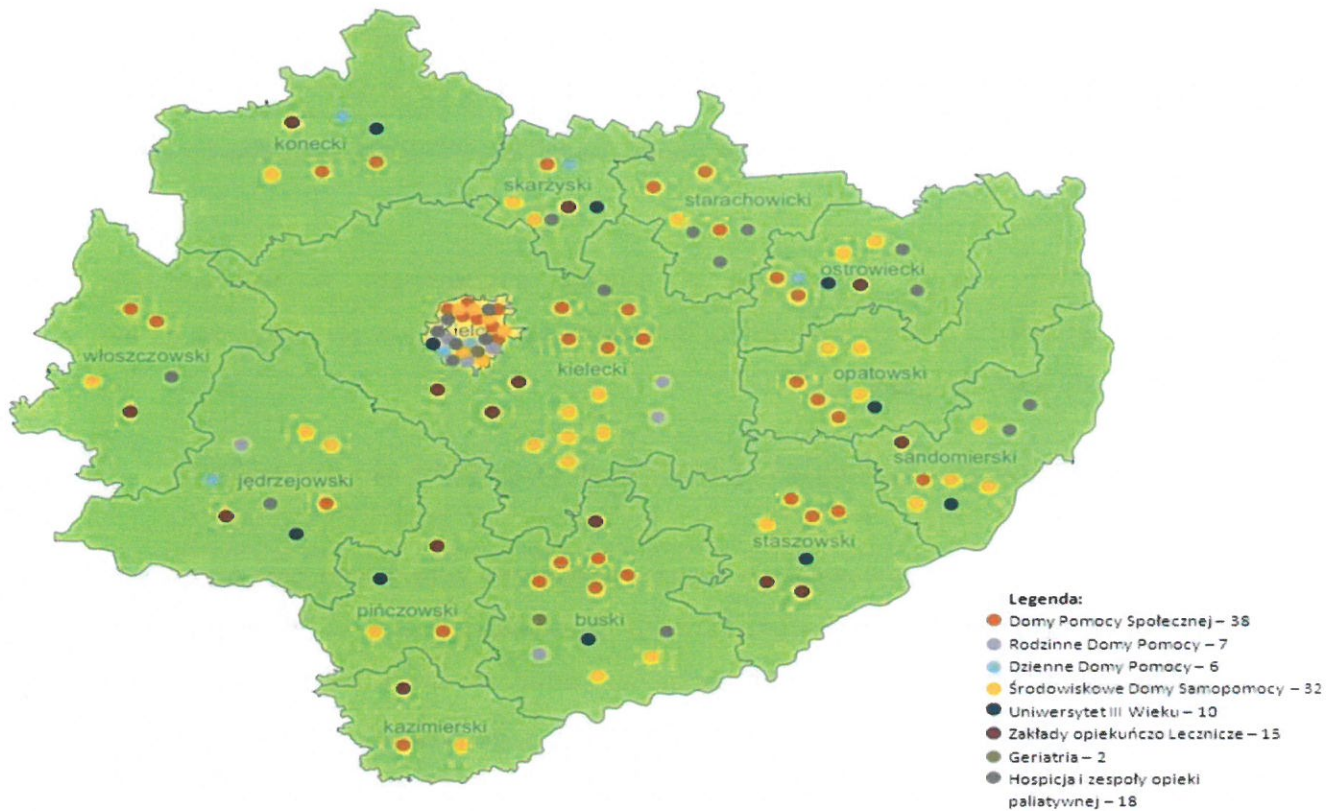 konecki
skarżyski
starachowicki
ostrowiecki
włoszczowski
kielecki
opatowski
sandomierski
jędrzejowski
staszowski
pińczowski
buski
kazimierski
Legenda:
Domy Pomocy Społecznej – 38
Rodzinne Domy Pomocy – 7
Dzienne Domy Pomocy – 6
Środowiskowe Domy Samopomocy – 32
Uniwersytet III Wieku – 10
Zakłady opiekuńczo Lecznicze – 15
Geriatria – 2
Hospicja i zespoły opieki
paliatywnej – 18